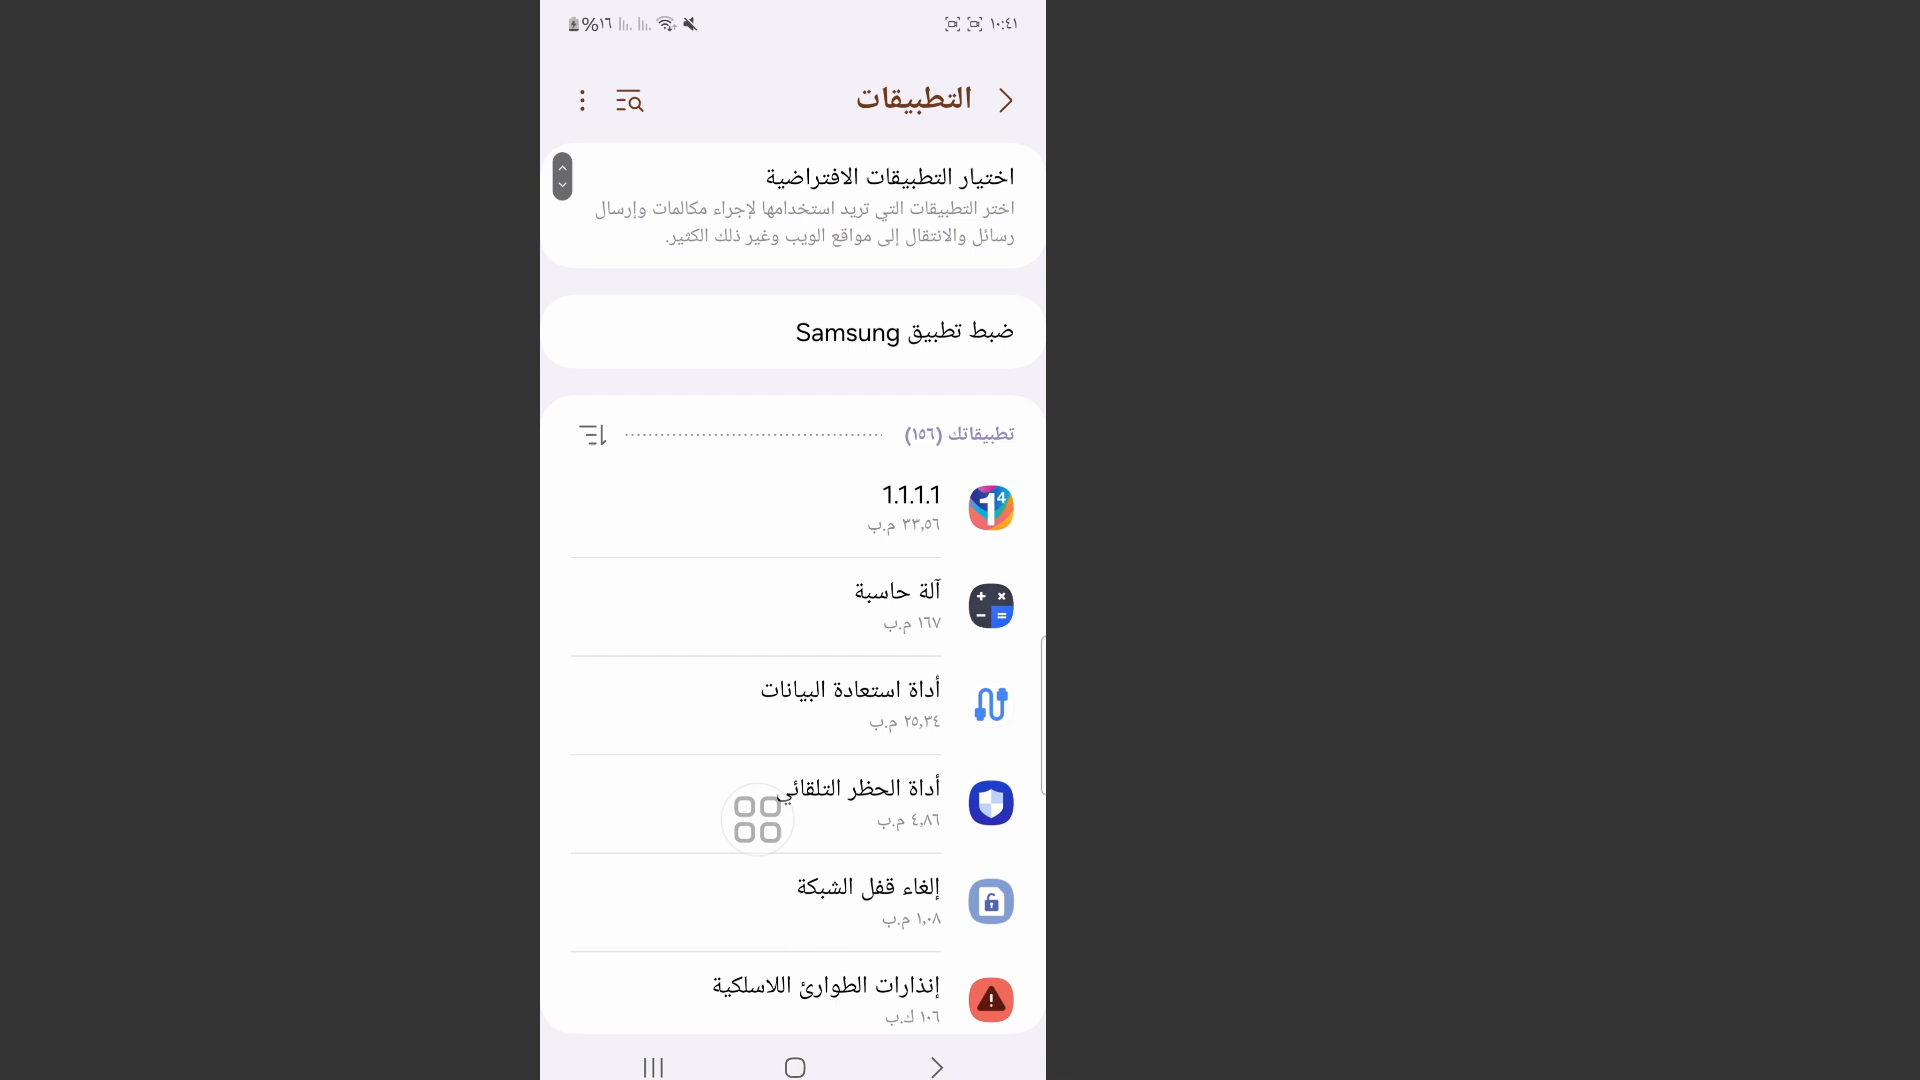 ١٠:٤١ ١٦%
التطبيقات
اختيار التطبيقات الافتراضية
اختر التطبيقات التي تريد استخدامها لإجراء مكالمات وإرسال
رسائل والانتقال إلى مواقع الويب وغير ذلك الكثير.
ضبط تطبيق Samsung
تطبيقاتك (١٥٦)
1.1.1.1
٣٣,٥٦ م.ب
آلة حاسبة
١٦٧ م.ب
أداة استعادة البيانات
٢٥,٣٤ م.ب
أداة الحظر التلقائي
٤,٨٦ م.ب
إلغاء قفل الشبكة
١,٠٨ م.ب
إنذارات الطوارئ اللاسلكية
١٠٦ ك.ب